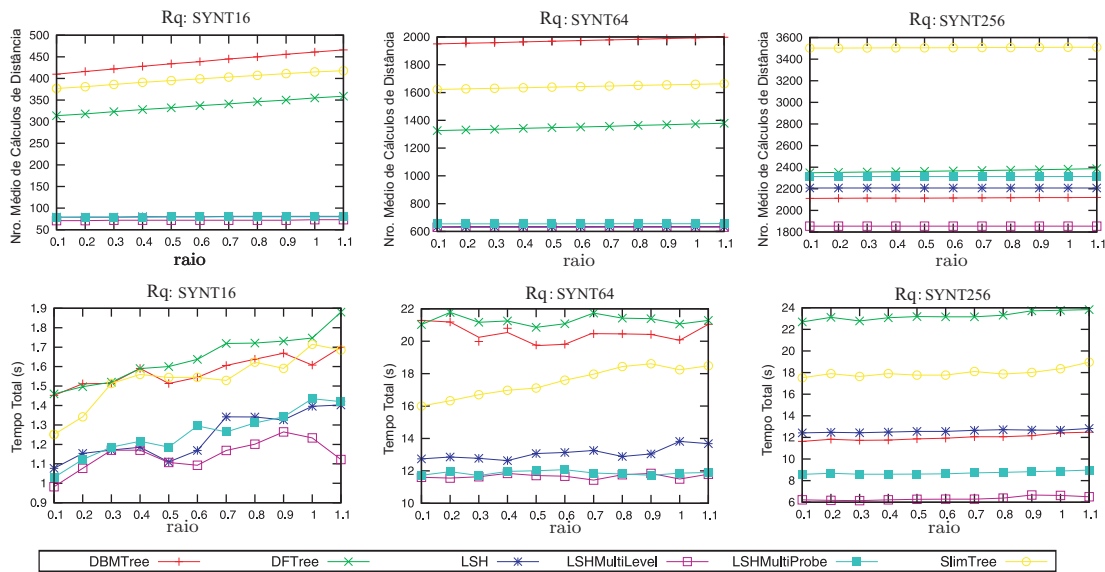 Rq: SYNT16
Nro. Médio de Cálculos de Distância
500
450
400
350
300
250
200
150
100
50
0.1 0.2 0.3 0.4 0.5 0.6 0.7 0.8 0.9 1 1.1
raio
Rq: SYNT64
Nro. Médio de Cálculos de Distância
2000
1800
1600
1400
1200
1000
800
600
0.1 0.2 0.3 0.4 0.5 0.6 0.7 0.8 0.9 1 1.1
raio
Rq: SYNT256
Nro. Médio de Cálculos de Distância
3600
3400
3200
3000
2800
2600
2400
2200
2000
1800
0.1 0.2 0.3 0.4 0.5 0.6 0.7 0.8 0.9 1 1.1
raio
Rq: SYNT16
Tempo Total (s)
1.9
1.8
1.7
1.6
1.5
1.4
1.3
1.2
1.1
1
0.9
0.1 0.2 0.3 0.4 0.5 0.6 0.7 0.8 0.9 1 1.1
raio
Rq: SYNT64
Tempo Total (s)
22
20
18
16
14
12
10
0.1 0.2 0.3 0.4 0.5 0.6 0.7 0.8 0.9 1 1.1
raio
Rq: SYNT256
Tempo Total (s)
24
22
20
18
16
14
12
10
8
6
0.1 0.2 0.3 0.4 0.5 0.6 0.7 0.8 0.9 1 1.1
raio
DBMTree DFTree LSH LSHMultiLevel LSHMultiProbe SlimTree